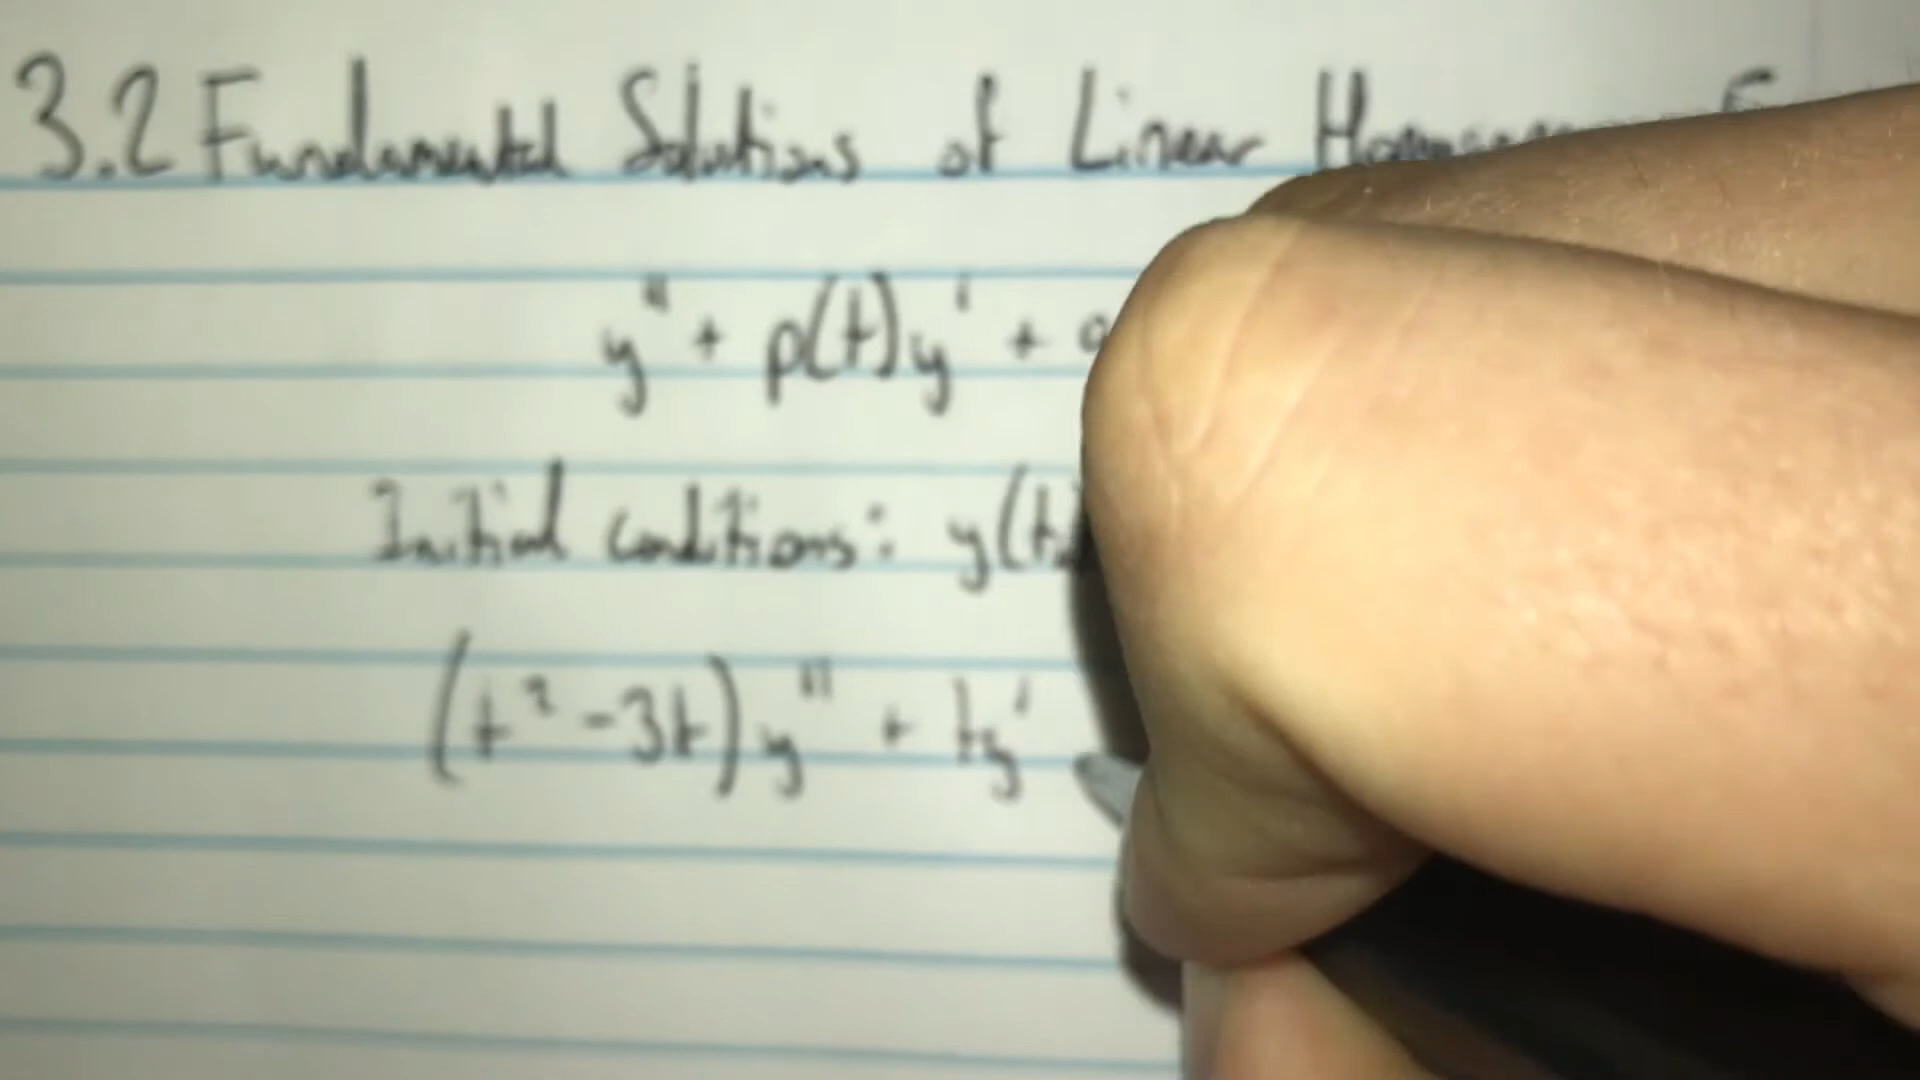 3.2 Fundamental Solutions of Linear
y" + p(t)y' +
Initial conditions: y(t
(t² - 3t)y" + ty'